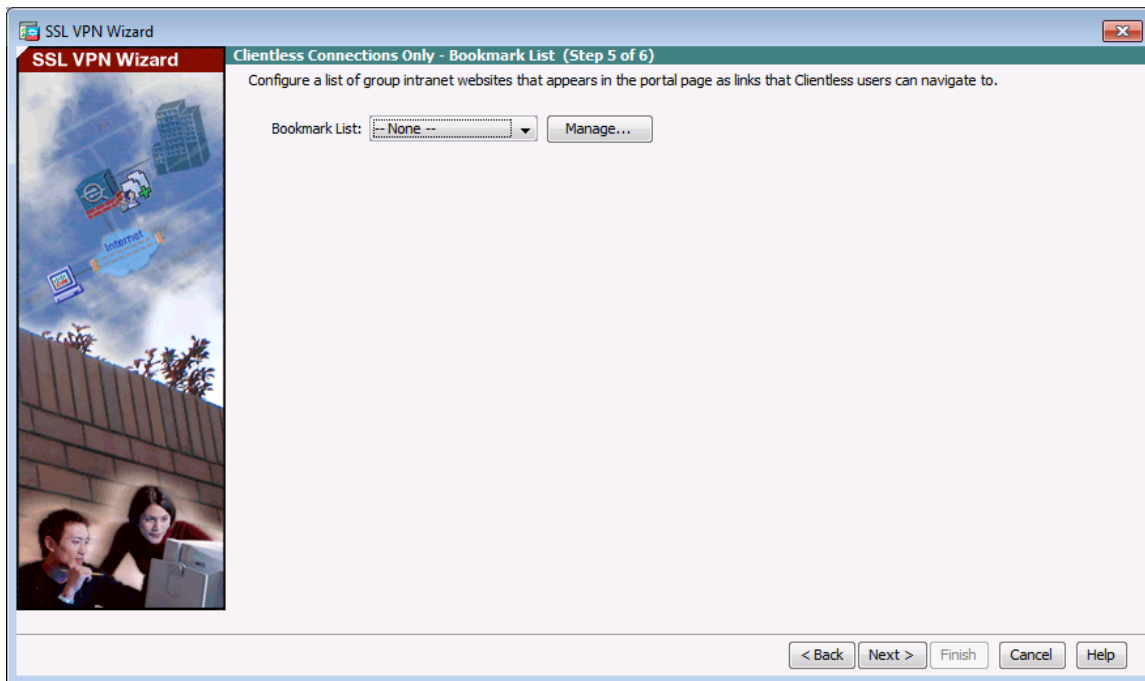 SSL VPN Wizard
SSL VPN Wizard
Clientless Connections Only - Bookmark List (Step 5 of 6)
Configure a list of group intranet websites that appears in the portal page as links that Clientless users can navigate to.
Bookmark List: -- None -- Manage...
Internet
< Back Next > Finish Cancel Help